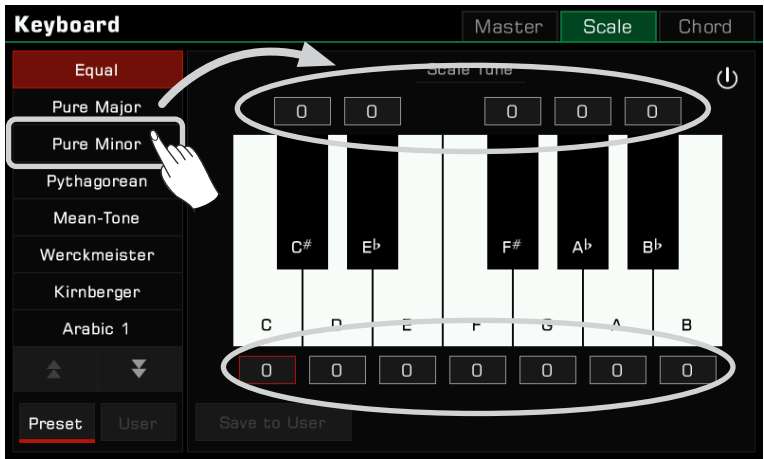 Keyboard
Master Scale Chord
Equal
Pure Major
Pure Minor
Pythagorean
Mean-Tone
Werckmeister
Kirnberger
Arabic 1
Preset User
Scale Tune
0 0 0 0 0
C# E♭ F# A♭ B♭
C D E F G A B
0 0 0 0 0 0 0
Save to User